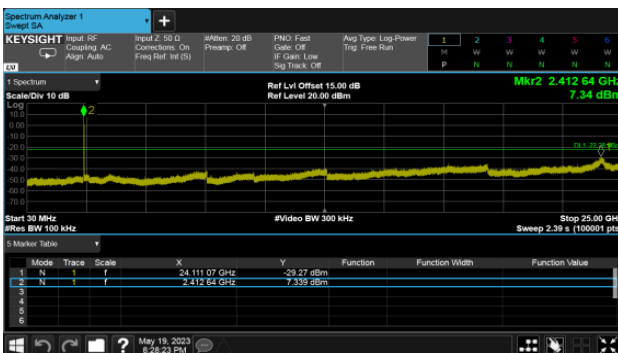 Spectrum Analyzer 1
Swept SA
+
KEYSIGHT Input: RF Input Z: 50 Ω #Atten: 20 dB PNO: Fast Avg Type: Log-Power 1 2 3 4 5 6
Coupling: AC Corrections: On Preamp: Off Gate: Off Trig: Free Run M W W W W W
Align: Auto Freq Ref: Int (S) IF Gain: Low
LXI Sig Track: Off P N N N N N
1 Spectrum Ref Lvl Offset 15.00 dB Mkr2 2.412 64 GHz
Scale/Div 10 dB Ref Level 20.00 dBm 7.34 dBm
Log
2
10.0
0.00
-10.0
-20.0
-30.0
-40.0
-50.0
-60.0
-70.0
Start 30 MHz #Video BW 300 kHz Stop 25.00 GHz
#Res BW 100 kHz Sweep 2.39 s (100001 pts)
5 Marker Table
Mode Trace Scale X Y Function Function Width Function Value
1 N 1 f 24.111 07 GHz -29.27 dBm
2 N 1 f 2.412 64 GHz 7.339 dBm
3
4
5
6
? May 19, 2023
8:28:23 PM